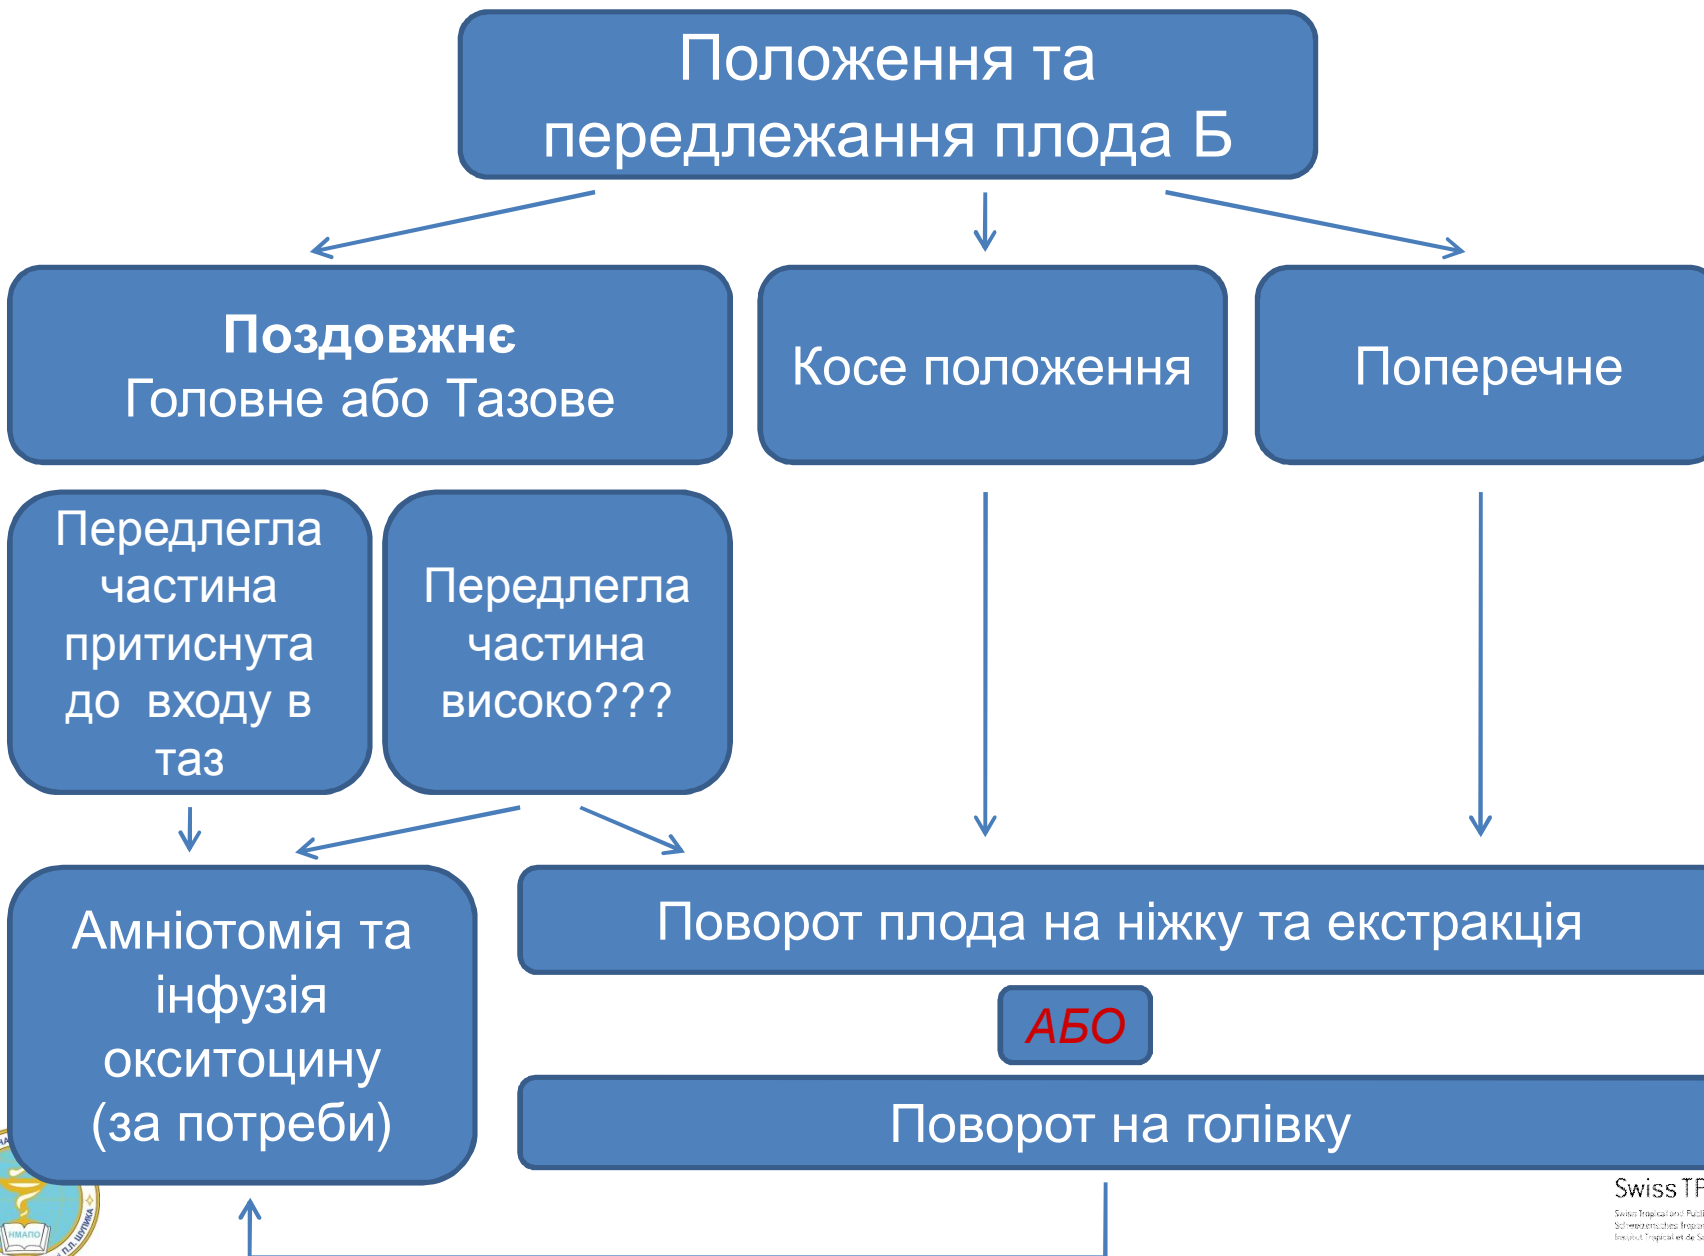 Положення та
передлежання плода Б
Поздовжнє
Головне або Тазове
Косе положення
Поперечне
Передлегла
частина
притиснута
до входу в
таз
Передлегла
частина
високо???
Амніотомія та
інфузія
окситоцину
(за потреби)
Поворот плода на ніжку та екстракція
АБО
Поворот на голівку
НМАПО
П.Л. ШУПИКА
Swiss TP